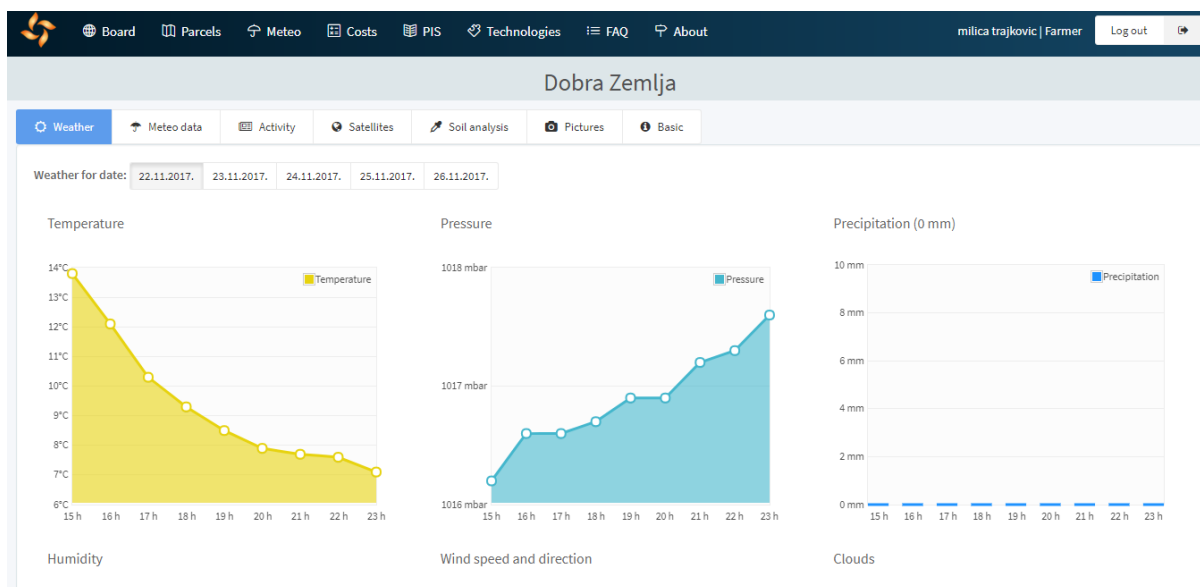 Board Parcels Meteo Costs PIS Technologies FAQ About milica trajkovic | Farmer Log out
Dobra Zemlja
Weather Meteo data Activity Satellites Soil analysis Pictures Basic
Weather for date: 22.11.2017. 23.11.2017. 24.11.2017. 25.11.2017. 26.11.2017.
Temperature
14°C
13°C
12°C
11°C
10°C
9°C
8°C
7°C
6°C
Temperature
15 h 16 h 17 h 18 h 19 h 20 h 21 h 22 h 23 h
Pressure
1018 mbar
1017 mbar
1016 mbar
Pressure
15 h 16 h 17 h 18 h 19 h 20 h 21 h 22 h 23 h
Precipitation (0 mm)
10 mm
8 mm
6 mm
4 mm
2 mm
0 mm
Precipitation
15 h 16 h 17 h 18 h 19 h 20 h 21 h 22 h 23 h
Humidity
Wind speed and direction
Clouds